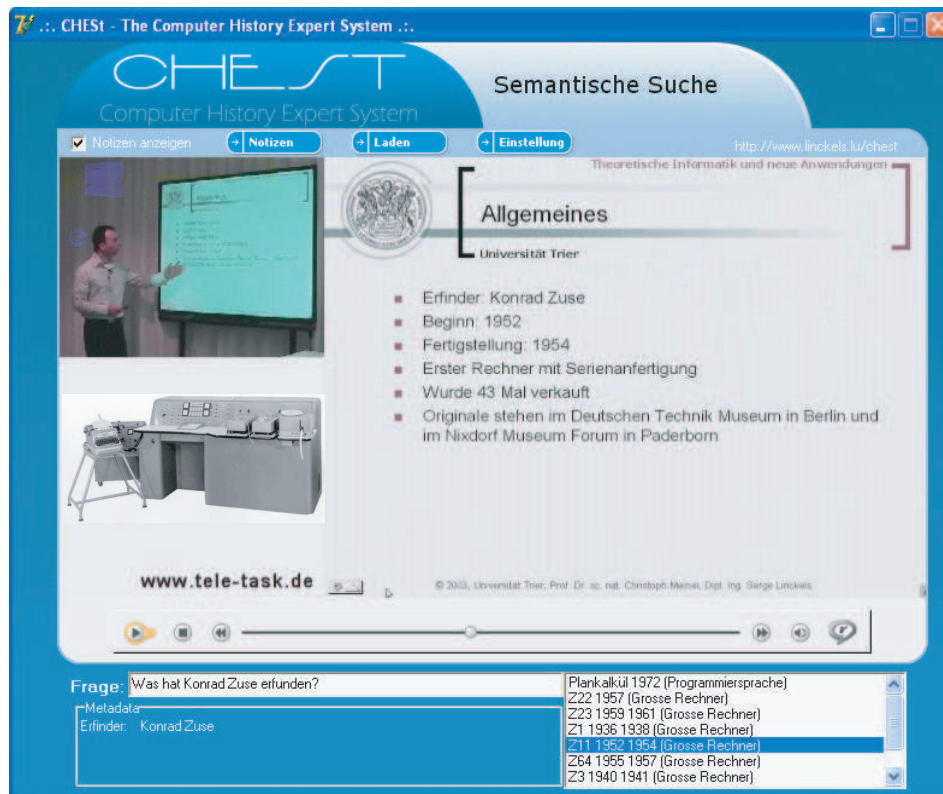 .:. CHESt - The Computer History Expert System .:.
CHEST
Computer History Expert System
Semantische Suche
Notizen anzeigen
Notizen
Laden
Einstellung
http://www.linckels.lu/chest
Theoretische Informatik und neue Anwendungen
Allgemeines
Universität Trier
Erfinder: Konrad Zuse
Beginn: 1952
Fertigstellung: 1954
Erster Rechner mit Serienanfertigung
Wurde 43 Mal verkauft
Originale stehen im Deutschen Technik Museum in Berlin und
im Nixdorf Museum Forum in Paderborn
www.tele-task.de
© 2003, Universität Trier, Prof. Dr. sc. nat. Christoph Meinel, Dipl. Ing. Serge Linckels
Frage: Was hat Konrad Zuse erfunden?
Metadata
Erfinder: Konrad Zuse
Plankalkül 1972 (Programmiersprache)
Z22 1957 (Grosse Rechner)
Z23 1959 1961 (Grosse Rechner)
Z1 1936 1938 (Grosse Rechner)
Z11 1952 1954 (Grosse Rechner)
Z64 1955 1957 (Grosse Rechner)
Z3 1940 1941 (Grosse Rechner)